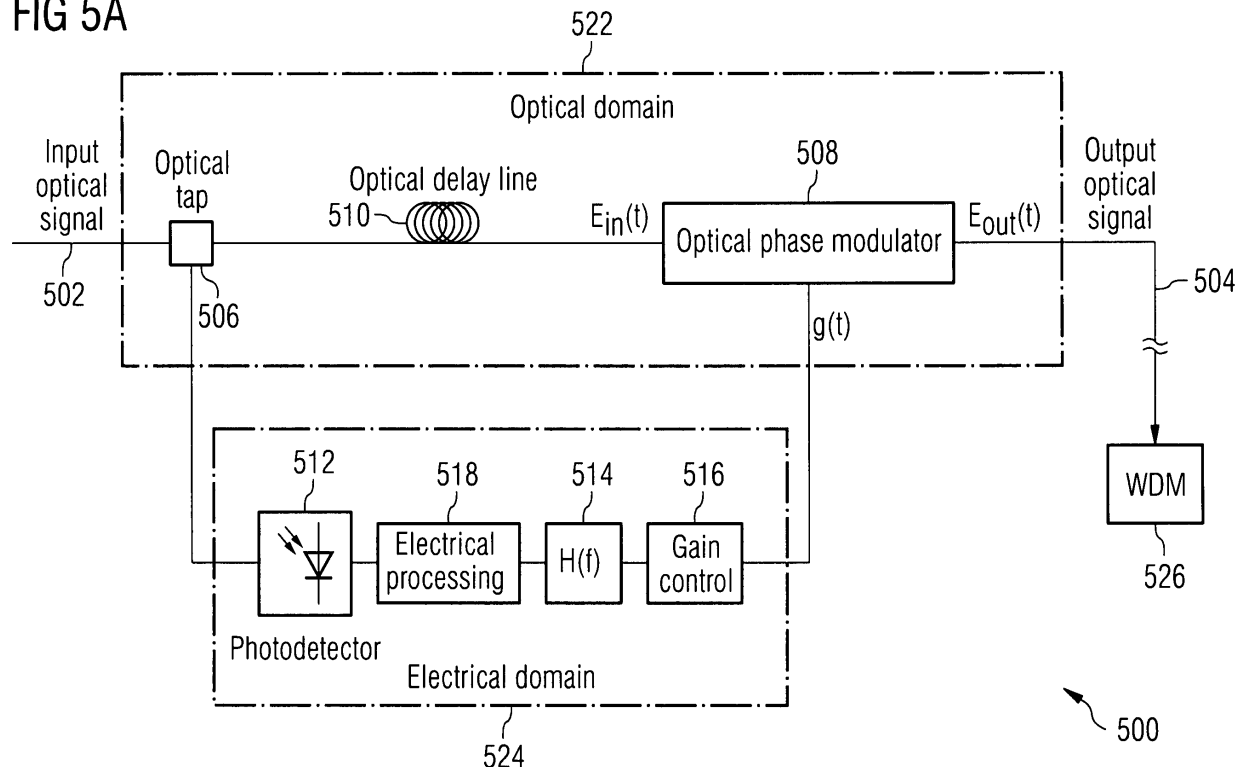 FIG 5A
522
Optical domain
Input
optical
signal
Optical
tap
Optical delay line
510
508
Output
optical
signal
Ein(t)
Optical phase modulator
Eout(t)
502
506
504
g(t)
512
518
514
516
WDM
Electrical
processing
H(f)
Gain
control
526
Photodetector
Electrical domain
524
500